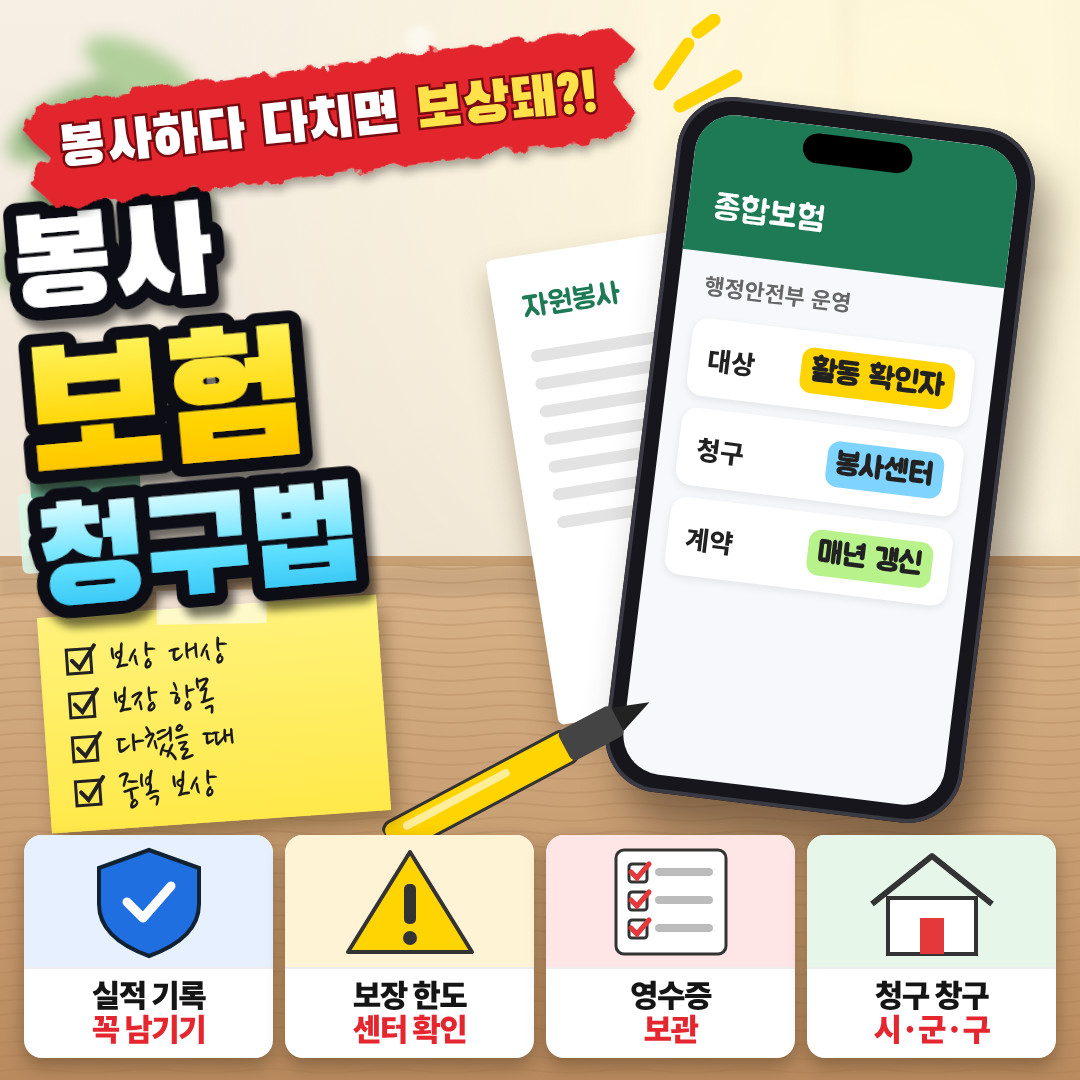 봉사하다 다치면 보상돼?!
봉사
보험
청구법
보상 대상
보장 항목
다쳤을 때
중복 보상
자원봉사
종합보험
행정안전부 운영
대상 활동 확인자
청구 봉사센터
계약 매년 갱신
실적 기록
꼭 남기기
보장 한도
센터 확인
영수증
보관
청구 창구
시·군·구